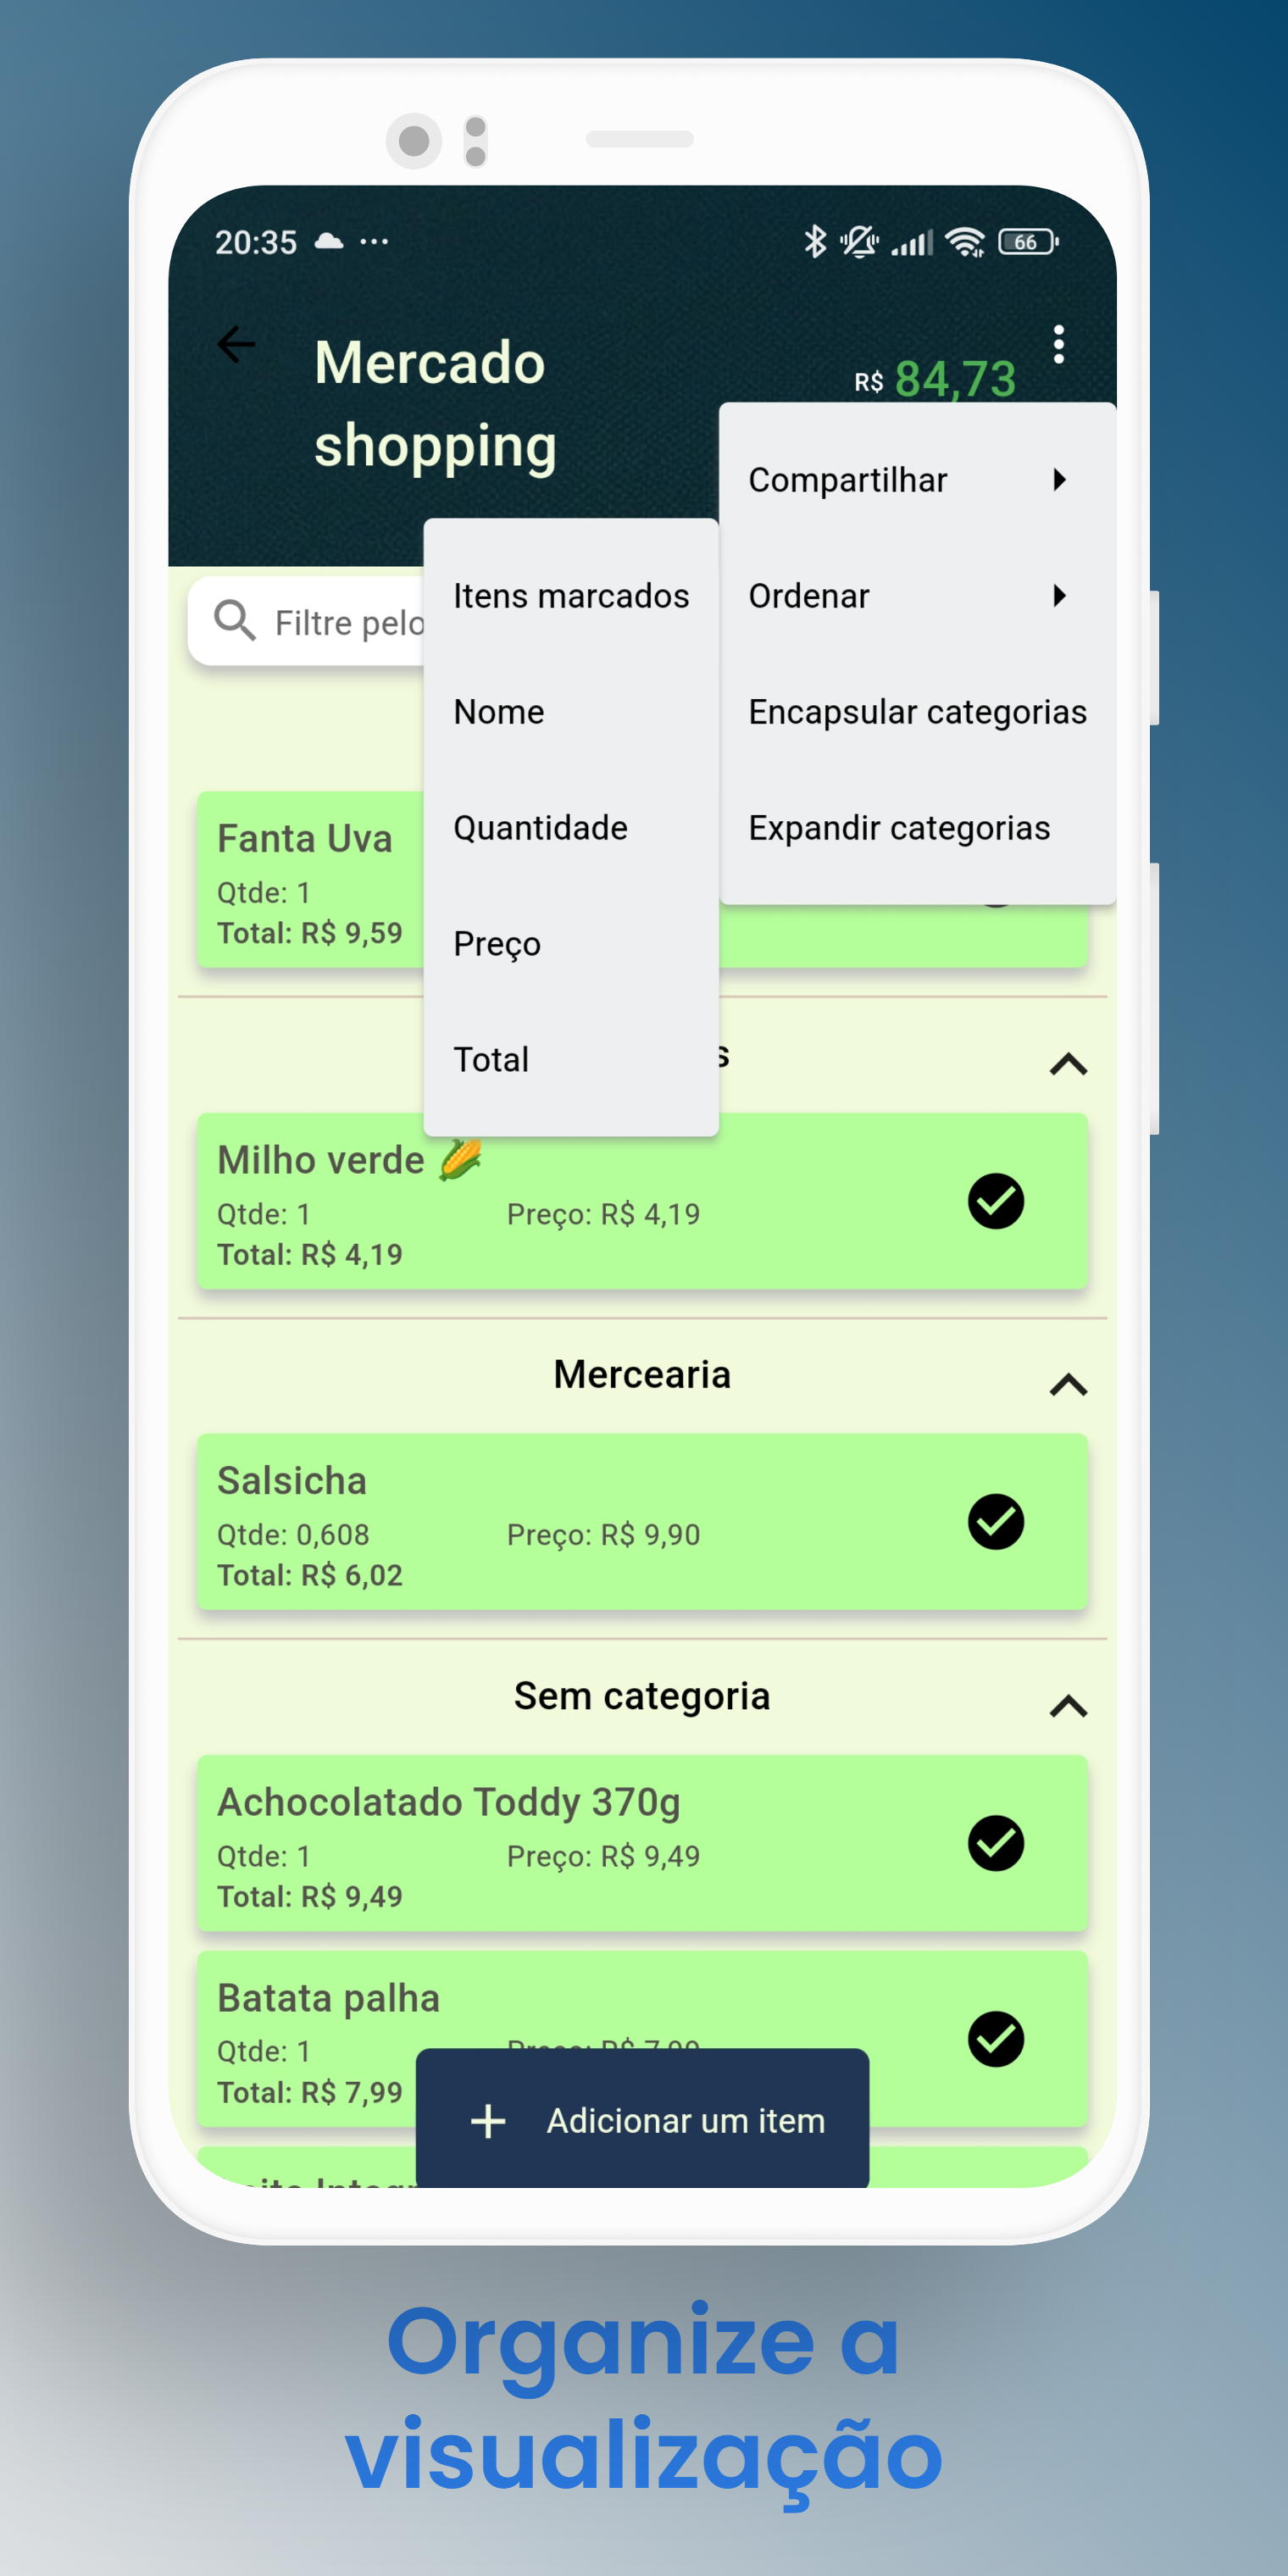 20:35
66
Mercado
shopping
R$ 84,73
Compartilhar
Ordenar
Encapsular categorias
Expandir categorias
Itens marcados
Nome
Quantidade
Preço
Total
Filtre pelo
Fanta Uva
Qtde: 1
Total: R$ 9,59
s
Milho verde 🌽
Qtde: 1 Preço: R$ 4,19
Total: R$ 4,19
Mercearia
Salsicha
Qtde: 0,608 Preço: R$ 9,90
Total: R$ 6,02
Sem categoria
Achocolatado Toddy 370g
Qtde: 1 Preço: R$ 9,49
Total: R$ 9,49
Batata palha
Qtde: 1 Preço: R$ 7,99
Total: R$ 7,99
Adicionar um item
Organize a
visualização